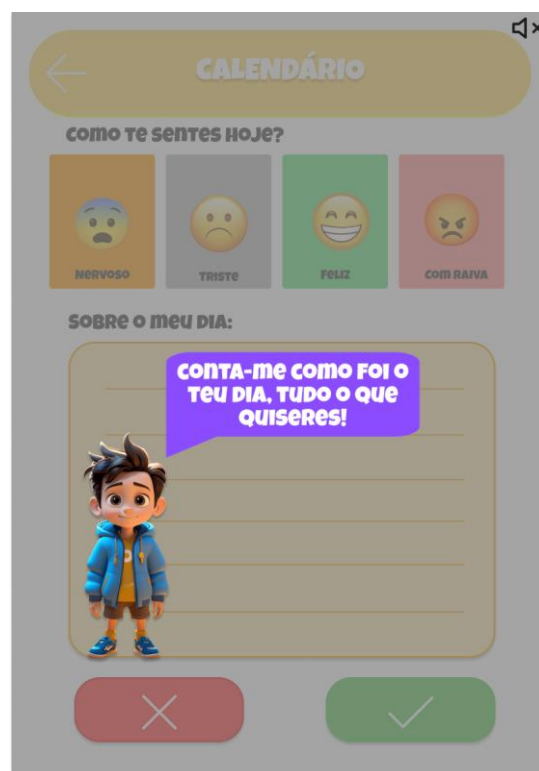 CALENDÁRIO
COMO TE SENTES HOJE?
NERVOSO
TRISTE
FELIZ
COM RAIVA
SOBRE O MEU DIA:
CONTA-ME COMO FOI O
TEU DIA, TUDO O QUE
QUISERES!